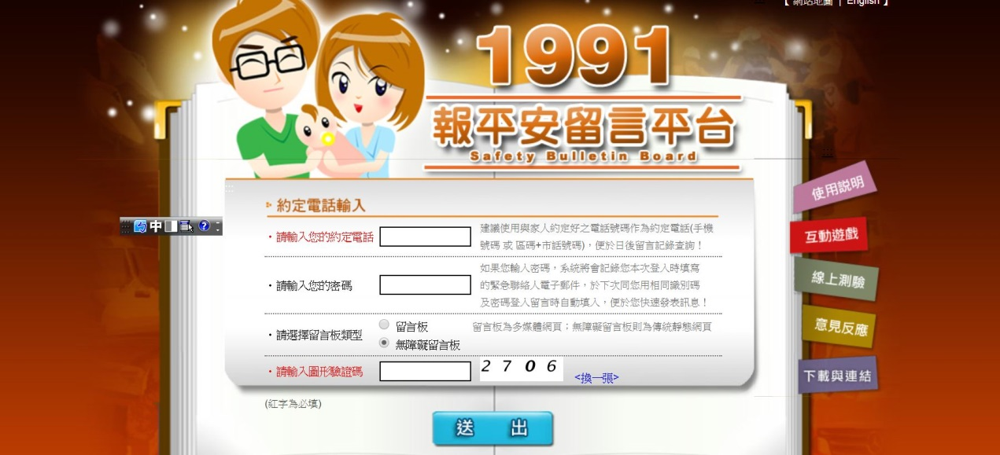 【 網站地圖 | English 】
1991
報平安留言平台
Safety Bulletin Board
約定電話輸入
・請輸入您的約定電話
建議使用與家人約定好之電話號碼作為約定電話(手機
號碼 或 區碼+市話號碼)，便於日後留言記錄查詢！
・請輸入您的密碼
如果您輸入密碼，系統將會記錄您本次登入時填寫
的緊急聯絡人電子郵件，於下次同您用相同識別碼
及密碼登入留言時自動填入，便於您快速發表訊息！
・請選擇留言板類型
留言板
無障礙留言板
留言板為多媒體網頁；無障礙留言板則為傳統靜態網頁
・請輸入圖形驗證碼
2 7 0 6
<換一張>
(紅字為必填)
送 出
使用説明
互動遊戲
線上測驗
意見反應
下載與連結
中
?
:::